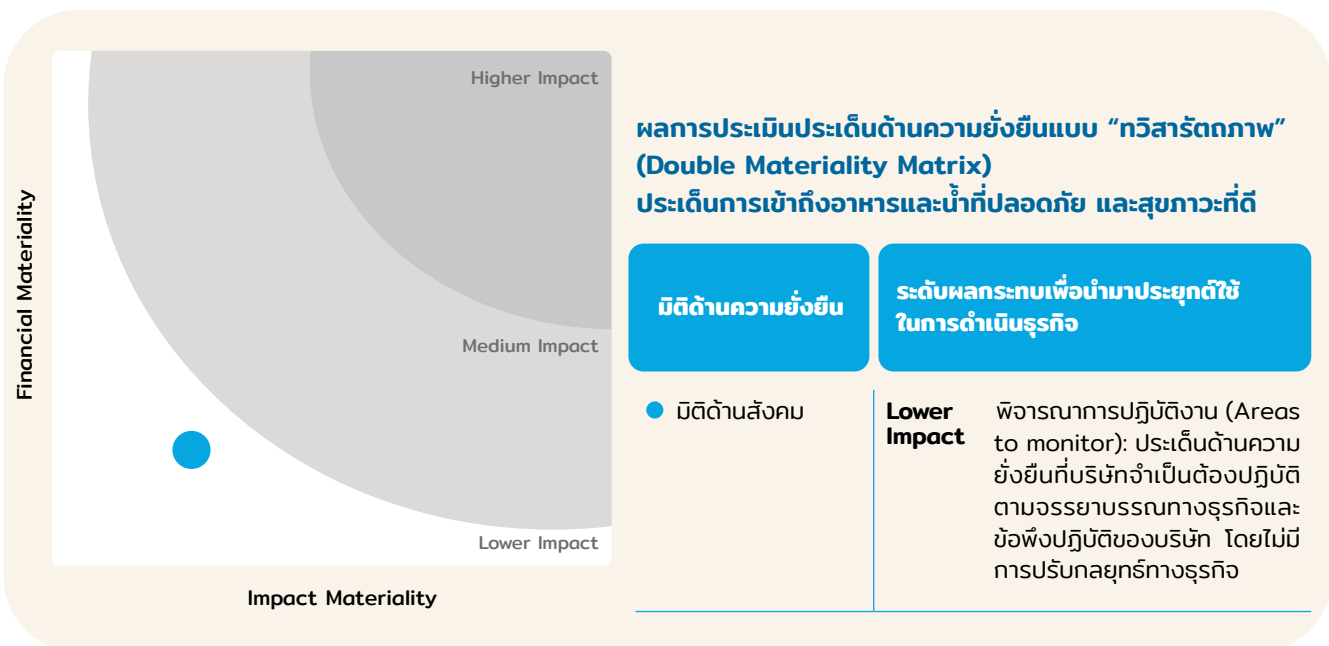 Higher Impact
Medium Impact
Lower Impact
Financial Materiality
Impact Materiality
ผลการประเมินประเด็นด้านความยั่งยืนแบบ “ทวิสารัตถภาพ”
(Double Materiality Matrix)
ประเด็นการเข้าถึงอาหารและน้ำที่ปลอดภัย และสุขภาวะที่ดี
มิติด้านความยั่งยืน
ระดับผลกระทบเพื่อนำมาประยุกต์ใช้
ในการดำเนินธุรกิจ
มิติด้านสังคม
Lower
Impact
พิจารณาการปฏิบัติงาน (Areas
to monitor): ประเด็นด้านความ
ยั่งยืนที่บริษัทจำเป็นต้องปฏิบัติ
ตามจรรยาบรรณทางธุรกิจและ
ข้อพึงปฏิบัติของบริษัท โดยไม่มี
การปรับกลยุทธ์ทางธุรกิจ